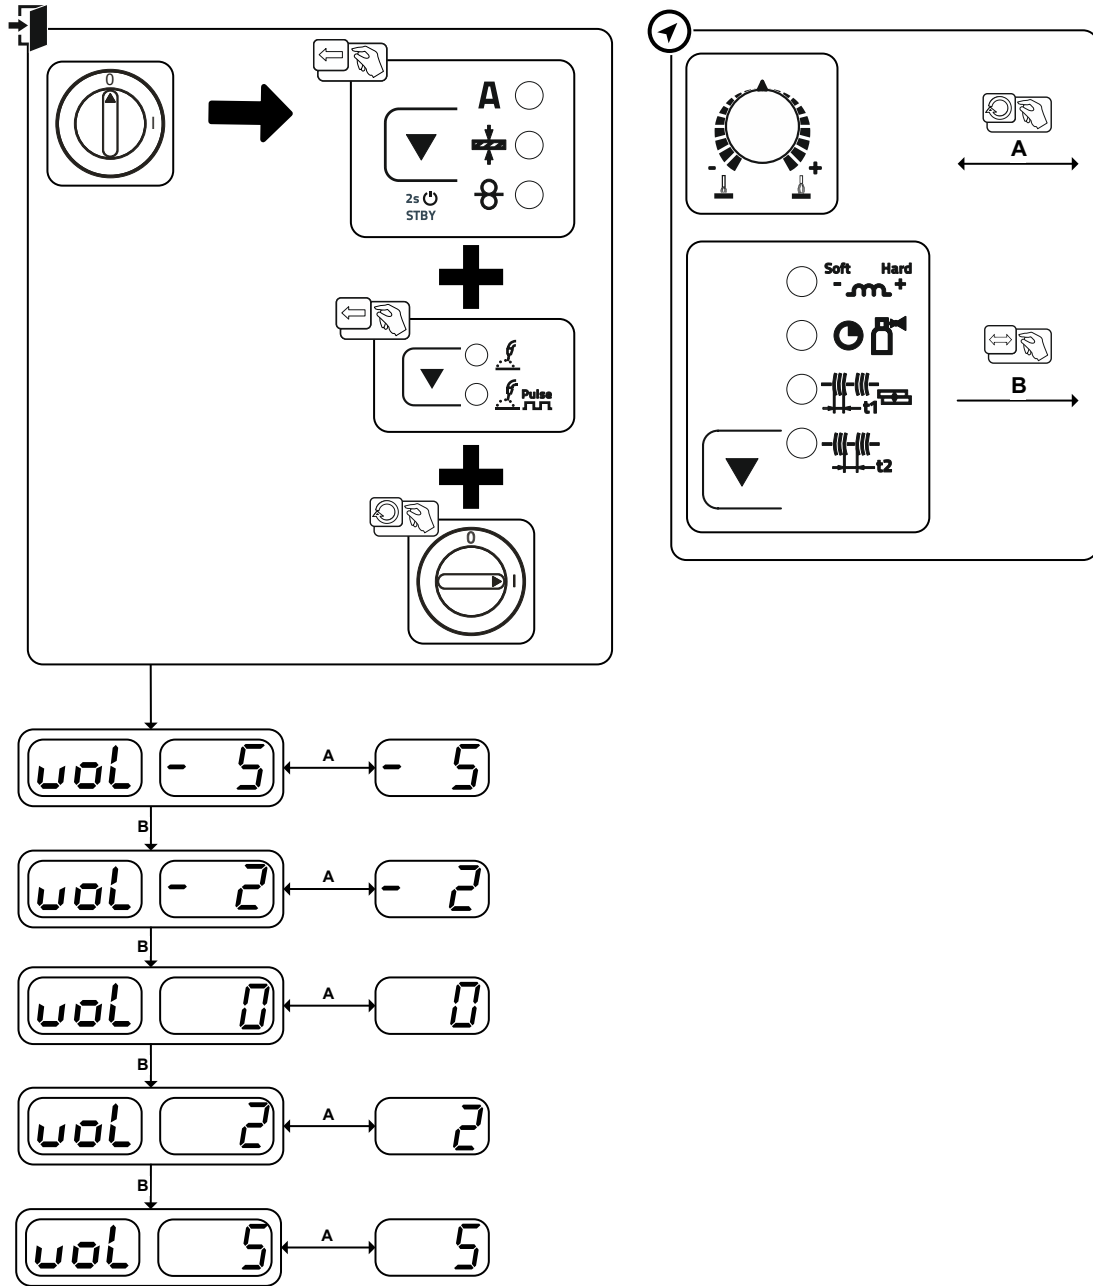 0
I
A
2s
STBY
Pulse
0
I
- +
A
Soft Hard
- +
t1
B
t2
voL - 5 A - 5
B
voL - 2 A - 2
B
voL 0 A 0
B
voL 2 A 2
B
voL 5 A 5